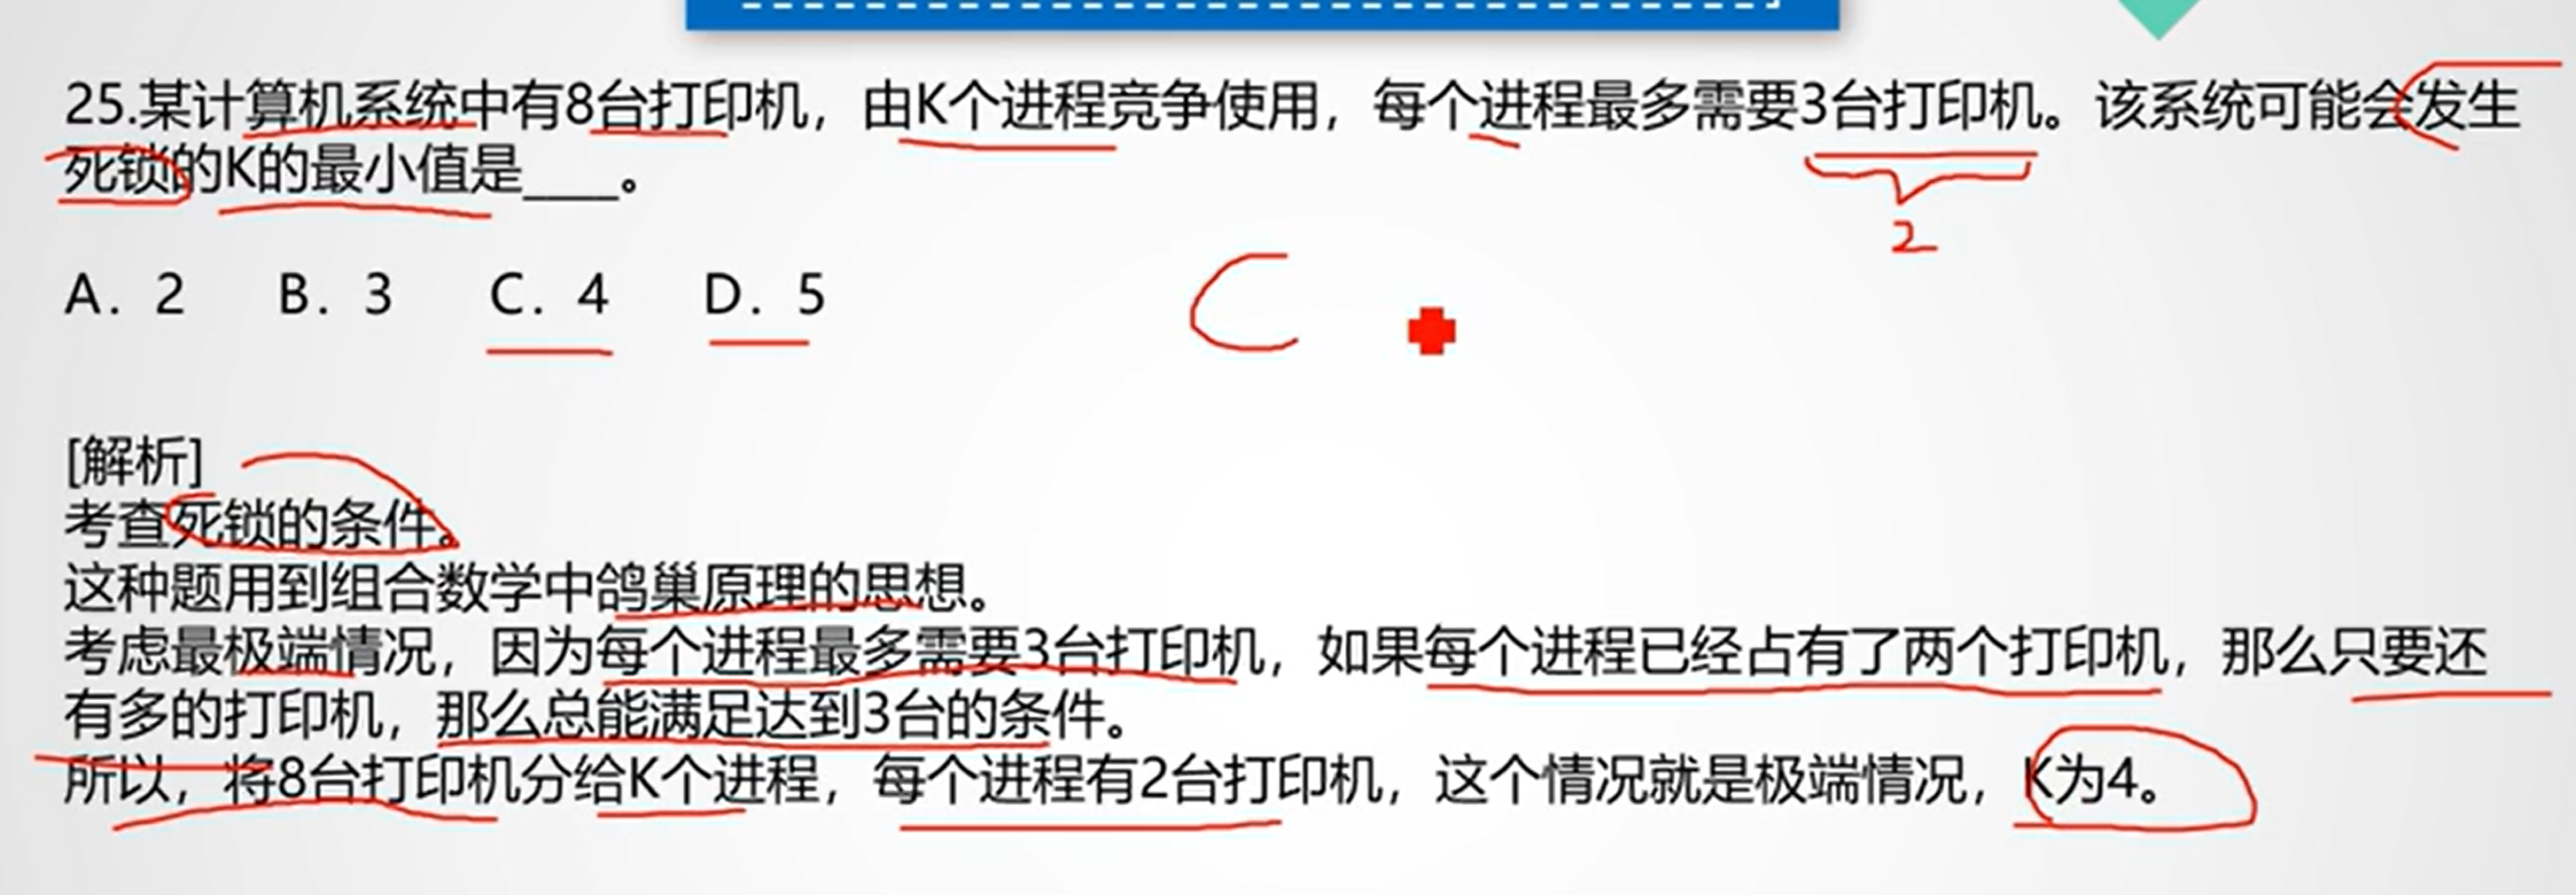 25.某计算机系统中有8台打印机，由K个进程竞争使用，每个进程最多需要3台打印机。该系统可能会发生
死锁的K的最小值是____。
2
A. 2 B. 3 C. 4 D. 5
C
[解析]
考查死锁的条件。
这种题用到组合数学中鸽巢原理的思想。
考虑最极端情况，因为每个进程最多需要3台打印机，如果每个进程已经占有了两个打印机，那么只要还
有多的打印机，那么总能满足达到3台的条件。
所以，将8台打印机分给K个进程，每个进程有2台打印机，这个情况就是极端情况，K为4。